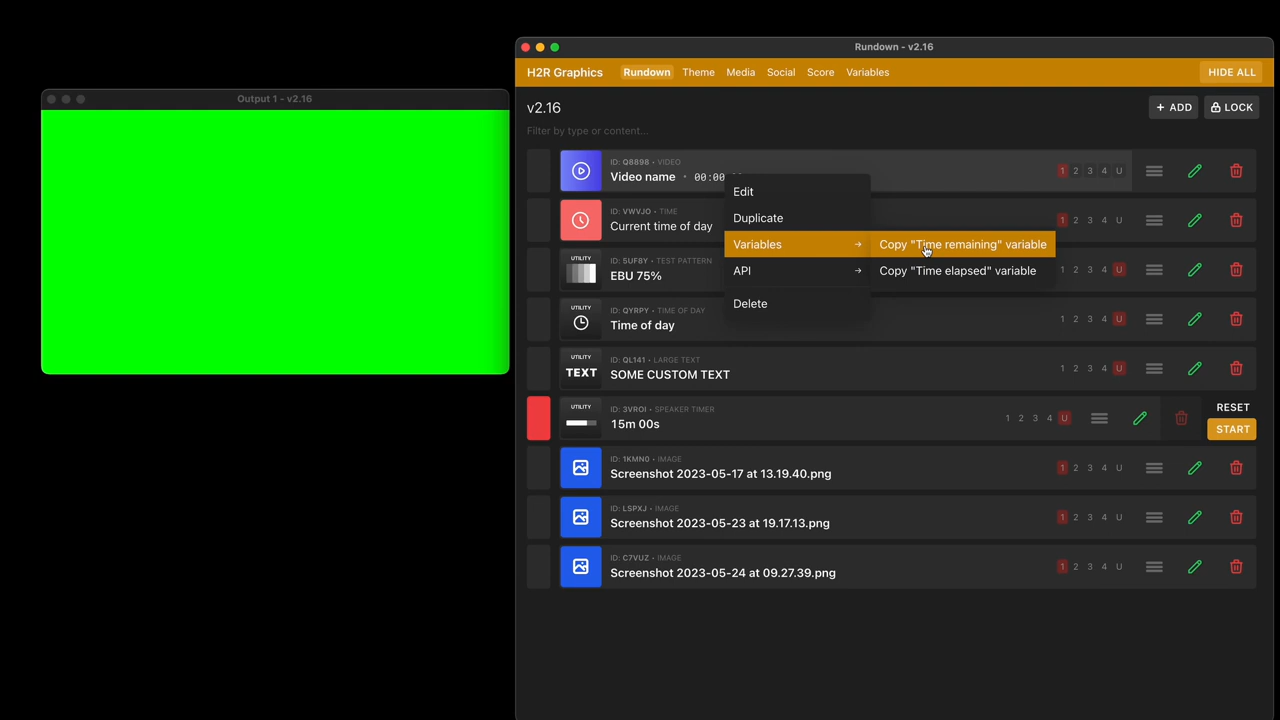 Output 1 – v2.16
Rundown – v2.16
H2R Graphics Rundown Theme Media Social Score Variables HIDE ALL
v2.16
+ ADD LOCK
Filter by type or content...
ID: Q8898 • VIDEO
Video name • 00:00
1 2 3 4 U
ID: VWVJO • TIME
Current time of day
1 2 3 4 U
UTILITY
ID: 5UF8Y • TEST PATTERN
EBU 75%
1 2 3 4 U
UTILITY
ID: QYRPY • TIME OF DAY
Time of day
1 2 3 4 U
UTILITY
TEXT
ID: QL141 • LARGE TEXT
SOME CUSTOM TEXT
1 2 3 4 U
UTILITY
ID: 3VROI • SPEAKER TIMER
15m 00s
1 2 3 4 U
RESET
START
ID: 1KMN0 • IMAGE
Screenshot 2023-05-17 at 13.19.40.png
1 2 3 4 U
ID: LSPXJ • IMAGE
Screenshot 2023-05-23 at 19.17.13.png
1 2 3 4 U
ID: C7VUZ • IMAGE
Screenshot 2023-05-24 at 09.27.39.png
1 2 3 4 U
Edit
Duplicate
Variables →
API →
Delete
Copy "Time remaining" variable
Copy "Time elapsed" variable